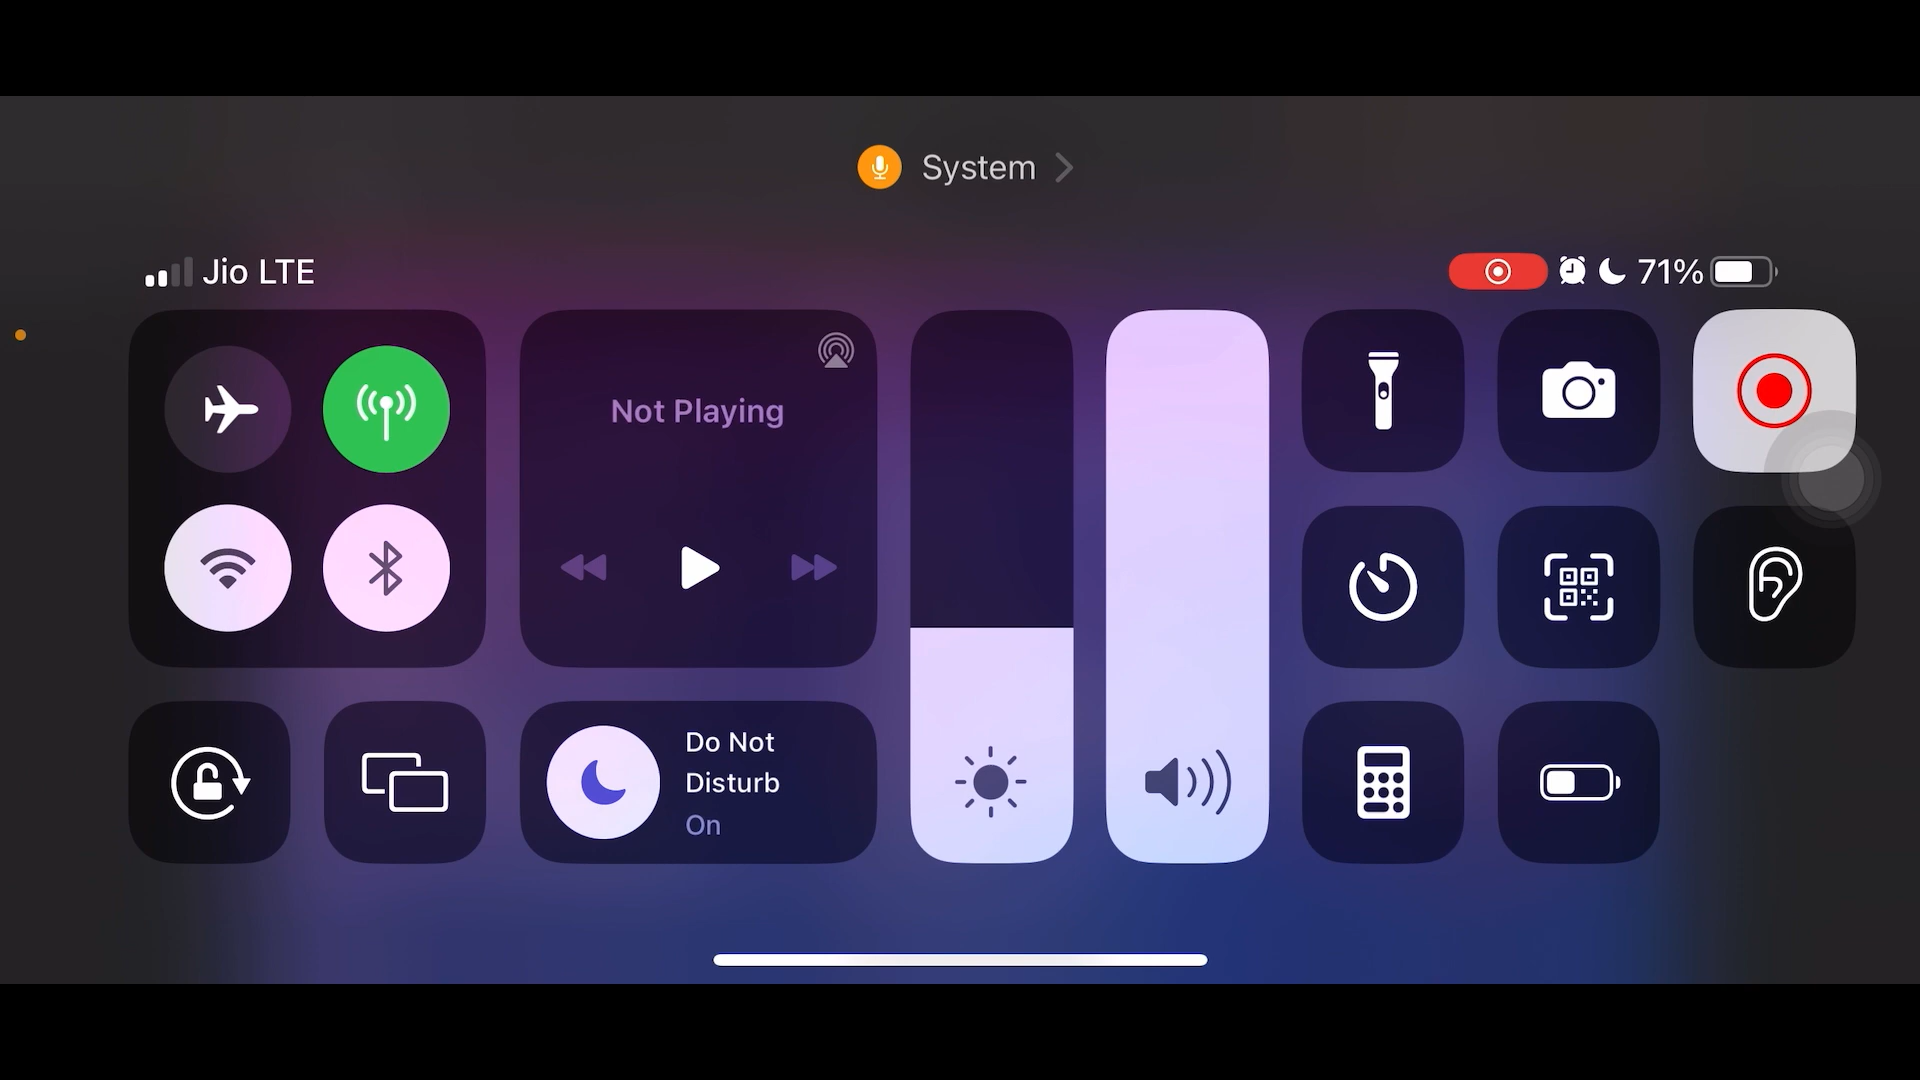 System
Jio LTE
71%
Not Playing
Do Not
Disturb
On